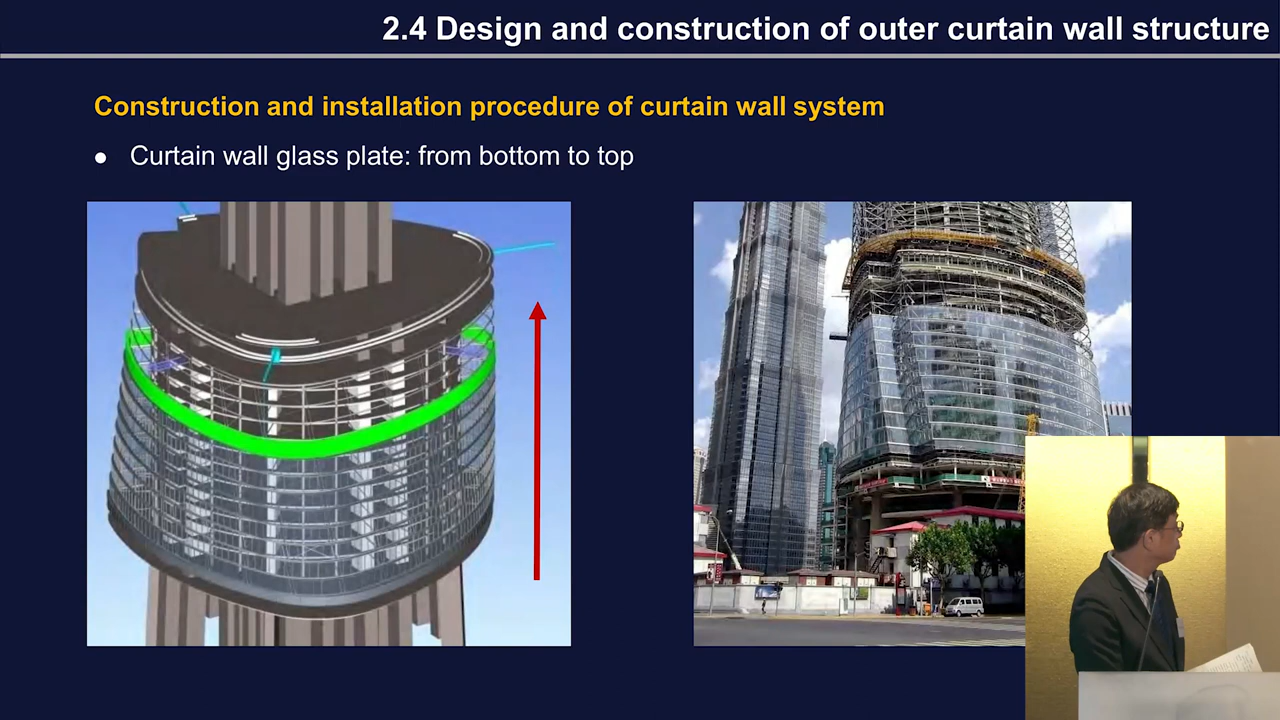 2.4 Design and construction of outer curtain wall structure
Construction and installation procedure of curtain wall system
● Curtain wall glass plate: from bottom to top